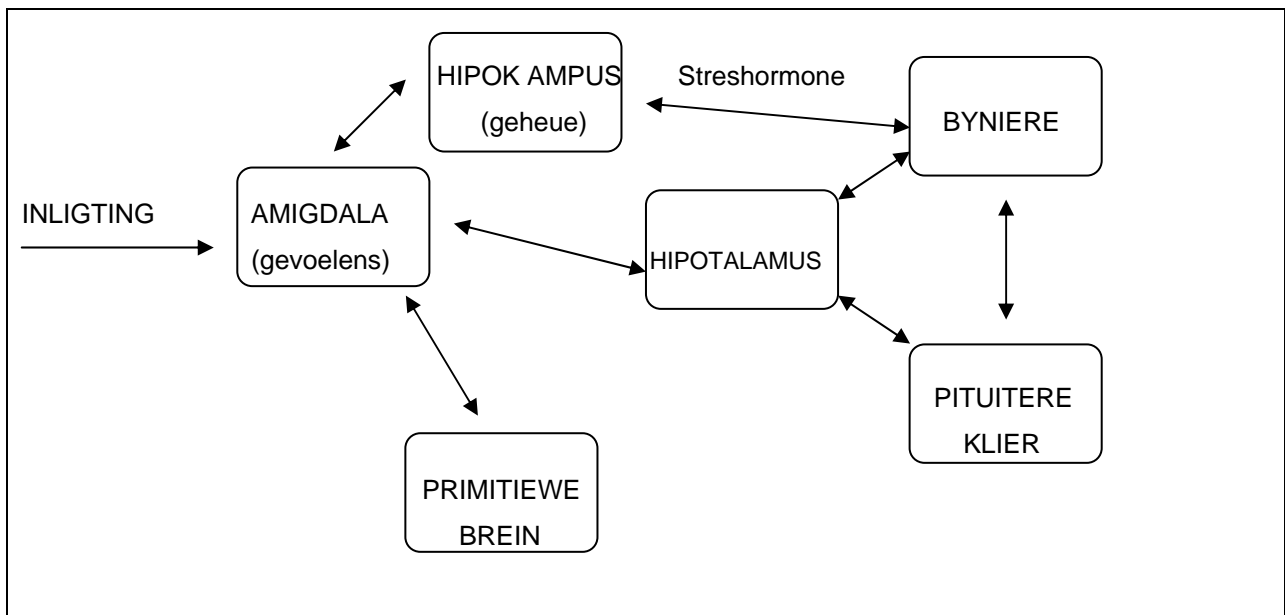 HIPOK AMPUS
(geheue)
Streshormone
BYNIERE
INLIGTING
AMIGDALA
(gevoelens)
HIPOTALAMUS
PITUITERE
KLIER
PRIMITIEWE
BREIN